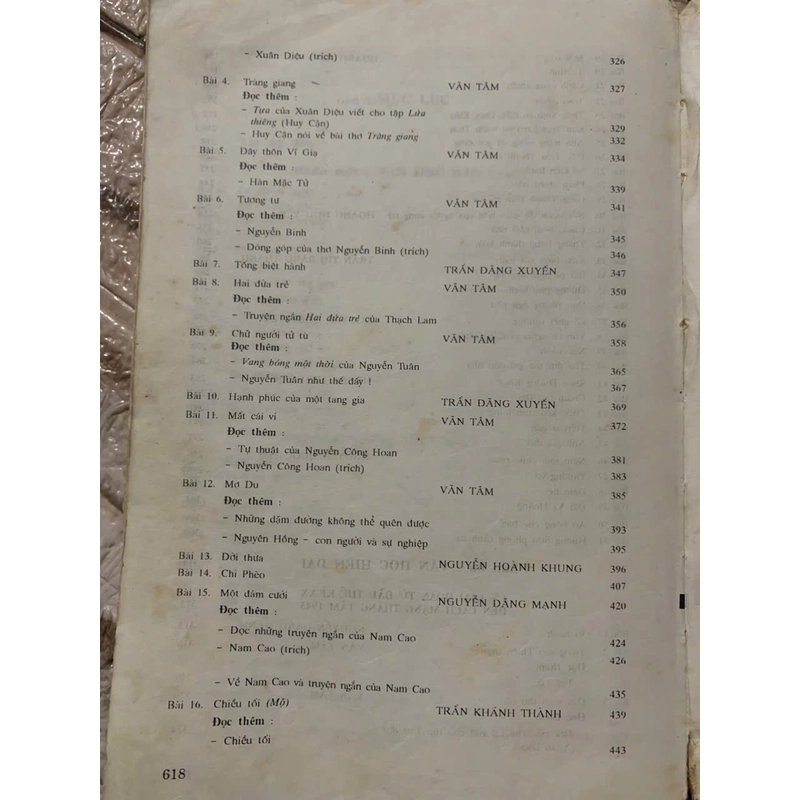 - Xuân Diệu (trích) 326
Bài 4. Tràng giang VĂN TÂM 327
Đọc thêm :
- Tựa của Xuân Diệu viết cho tập Lửa
thiêng (Huy Cận) 329
- Huy Cận nói về bài thơ Tràng giang 332
Bài 5. Đây thôn Vĩ Giạ VĂN TÂM 334
Đọc thêm :
- Hàn Mặc Tử 339
Bài 6. Tương tư VĂN TÂM 341
Đọc thêm :
- Nguyễn Bính 345
- Đóng góp của thơ Nguyễn Bính (trích) 346
Bài 7. Tống biệt hành TRẦN ĐĂNG XUYỀN 347
Bài 8. Hai đứa trẻ VĂN TÂM 350
Đọc thêm :
- Truyện ngắn Hai đứa trẻ của Thạch Lam 356
Bài 9. Chữ người tử tù VĂN TÂM 358
Đọc thêm :
- Vang bóng một thời của Nguyễn Tuân 365
- Nguyễn Tuân như thế đấy ! 367
Bài 10. Hạnh phúc của một tang gia TRẦN ĐĂNG XUYỀN 369
Bài 11. Mất cái ví VĂN TÂM 372
Đọc thêm :
- Tự thuật của Nguyễn Công Hoan 381
- Nguyễn Công Hoan (trích) 383
Bài 12. Mợ Du VĂN TÂM 385
Đọc thêm :
- Những dặm đường không thể quên được 393
- Nguyên Hồng - con người và sự nghiệp 395
Bài 13. Đời thừa NGUYỄN HOÀNH KHUNG 396
Bài 14. Chí Phèo 407
Bài 15. Một đám cưới NGUYỄN ĐĂNG MẠNH 420
Đọc thêm :
- Đọc những truyện ngắn của Nam Cao 424
- Nam Cao (trích) 426
- Về Nam Cao và truyện ngắn của Nam Cao 435
Bài 16. Chiều tối (Mộ) TRẦN KHÁNH THÀNH 439
Đọc thêm :
- Chiều tối 443
618